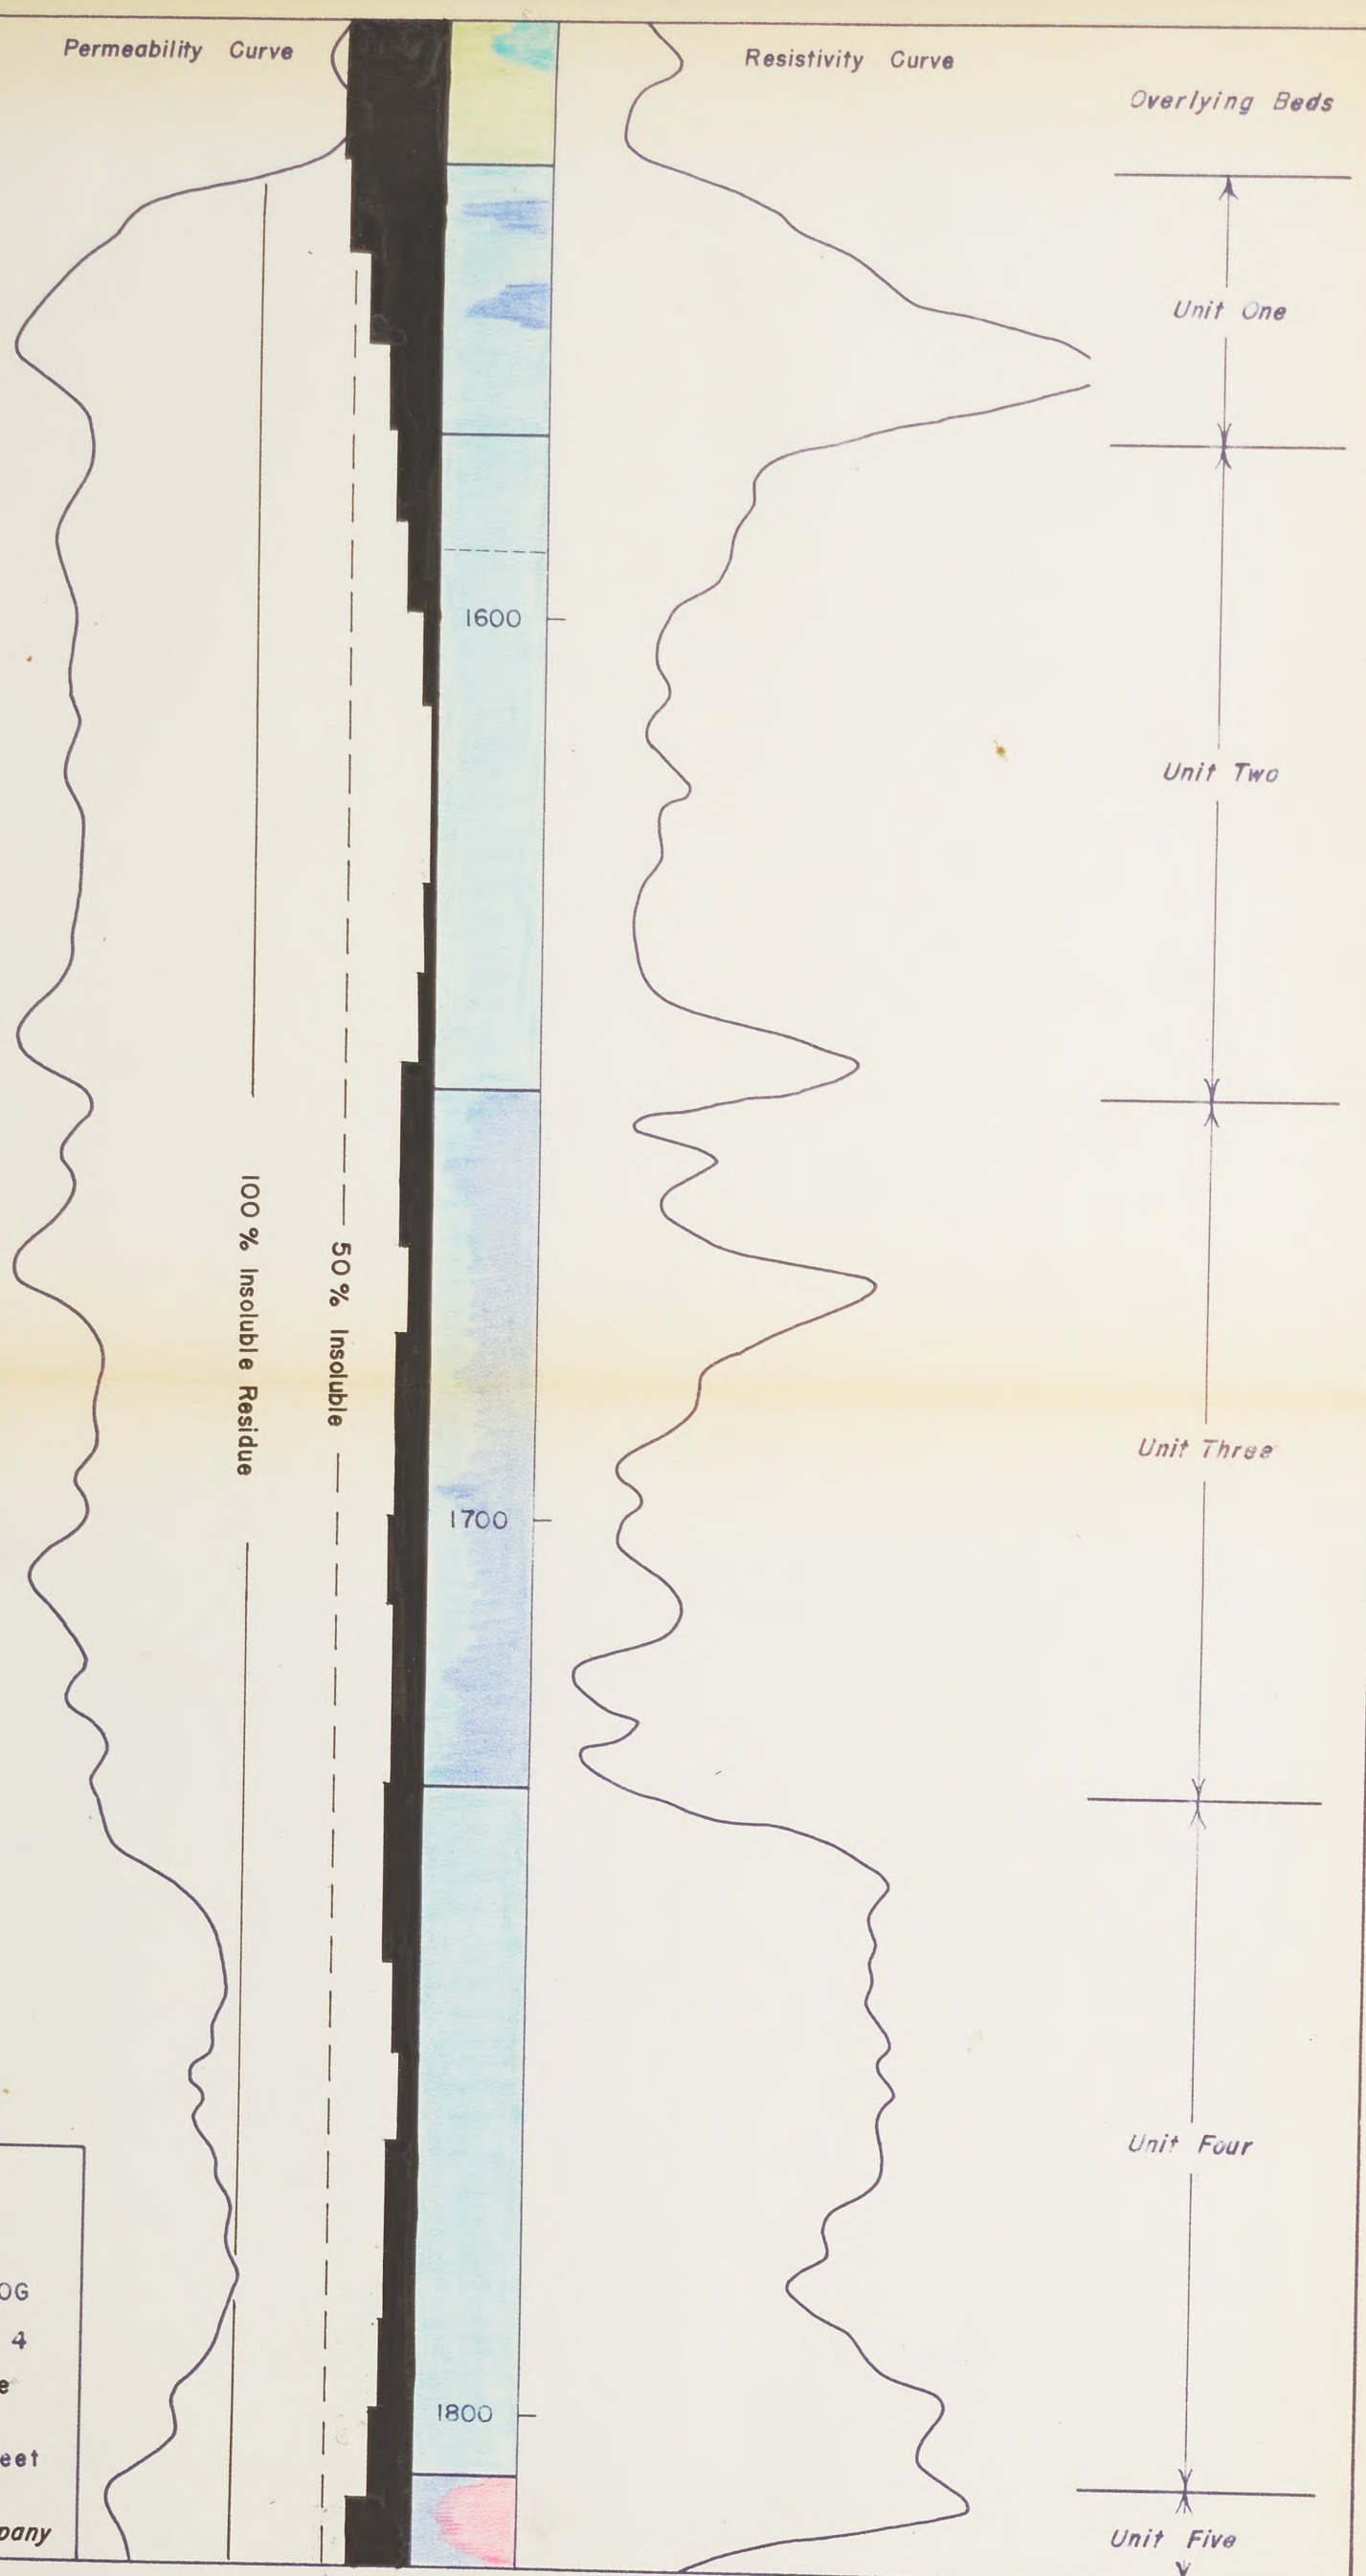 Permeability Curve
Resistivity Curve
Overlying Beds
Unit One
1600
Unit Two
100 % Insoluble Residue
50 % Insoluble
Unit Three
1700
Unit Four
OG
4
e
1800
eet
pany
Unit Five